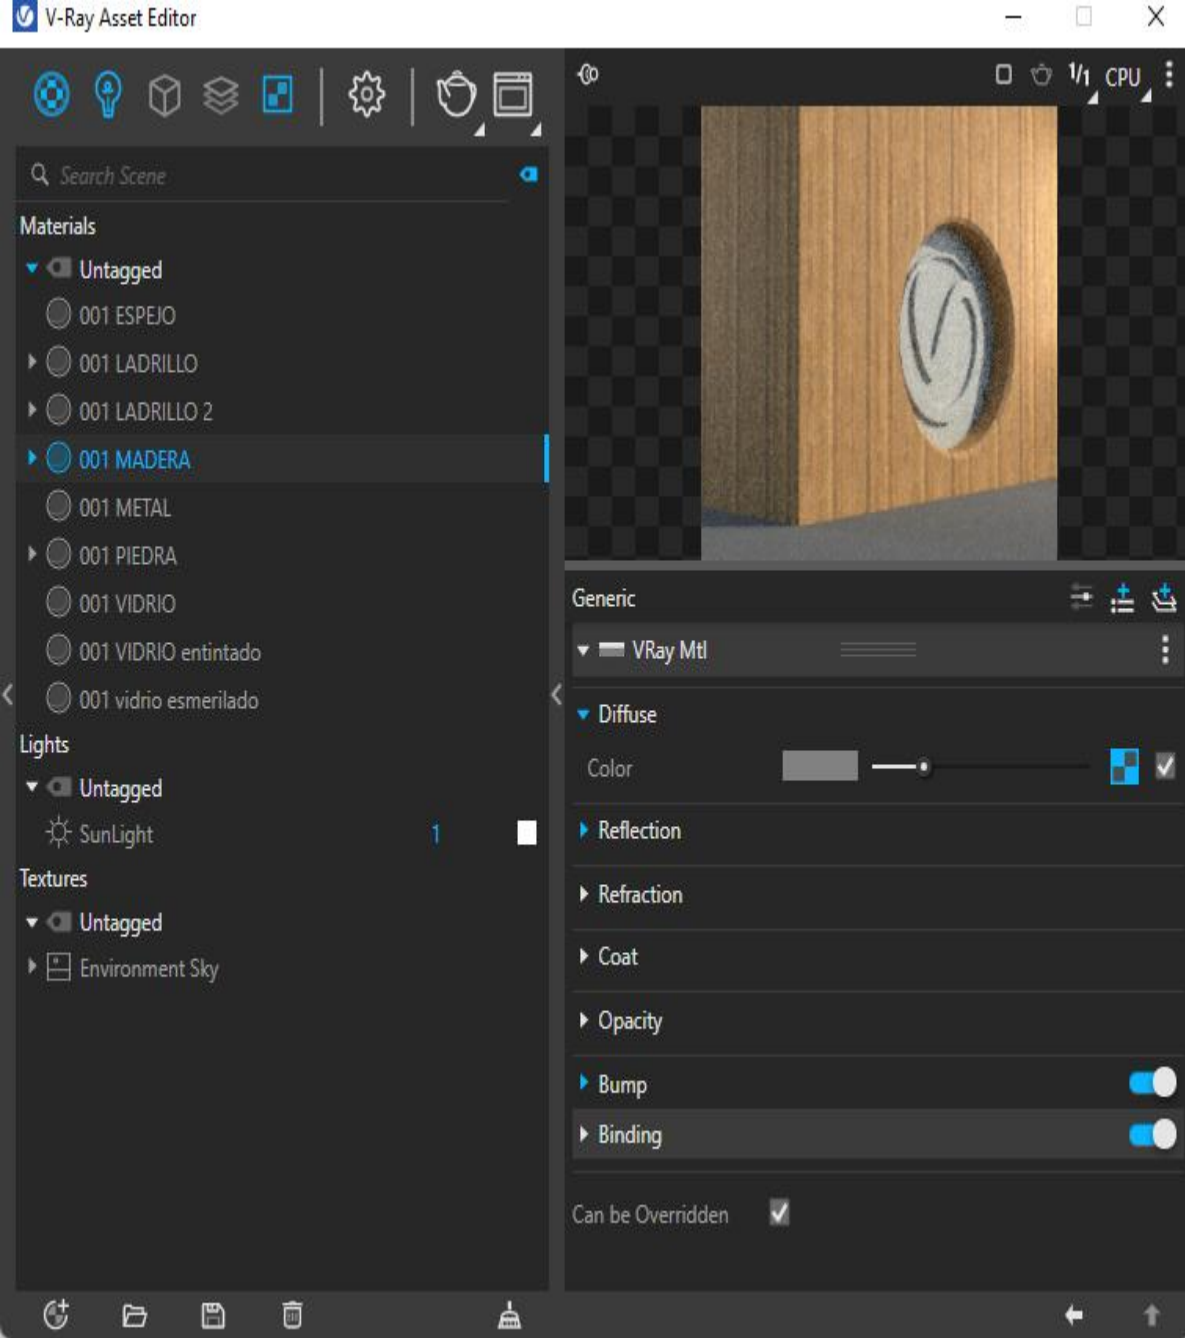 V-Ray Asset Editor
1/1 CPU
Search Scene
Materials
Untagged
001 ESPEJO
001 LADRILLO
001 LADRILLO 2
001 MADERA
001 METAL
001 PIEDRA
001 VIDRIO
001 VIDRIO entintado
001 vidrio esmerilado
Lights
Untagged
SunLight 1
Textures
Untagged
Environment Sky
Generic
VRay Mtl
Diffuse
Color
Reflection
Refraction
Coat
Opacity
Bump
Binding
Can be Overridden